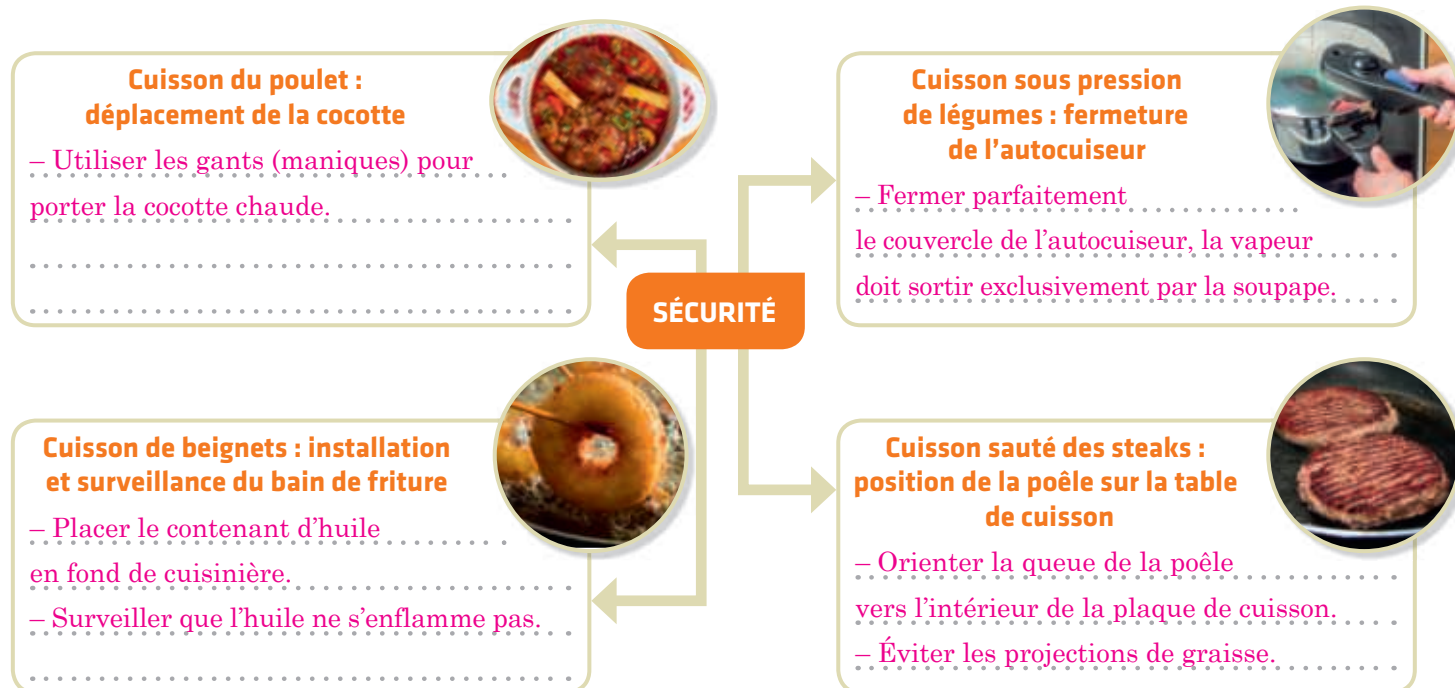 Cuisson du poulet :
déplacement de la cocotte
– Utiliser les gants (maniques) pour
porter la cocotte chaude.
Cuisson sous pression
de légumes : fermeture
de l’autocuiseur
– Fermer parfaitement
le couvercle de l’autocuiseur, la vapeur
doit sortir exclusivement par la soupape.
SÉCURITÉ
Cuisson de beignets : installation
et surveillance du bain de friture
– Placer le contenant d’huile
en fond de cuisinière.
– Surveiller que l’huile ne s’enflamme pas.
Cuisson sauté des steaks :
position de la poêle sur la table
de cuisson
– Orienter la queue de la poêle
vers l’intérieur de la plaque de cuisson.
– Éviter les projections de graisse.